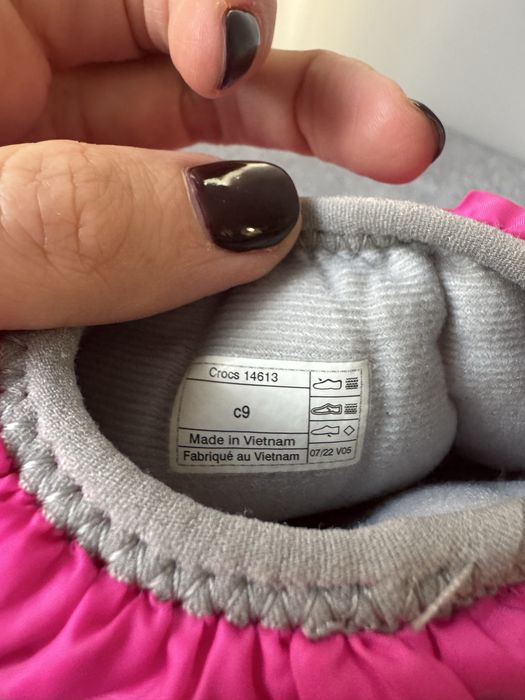 Crocs 14613
c9
Made in Vietnam
Fabriqué au Vietnam
07/22 V05